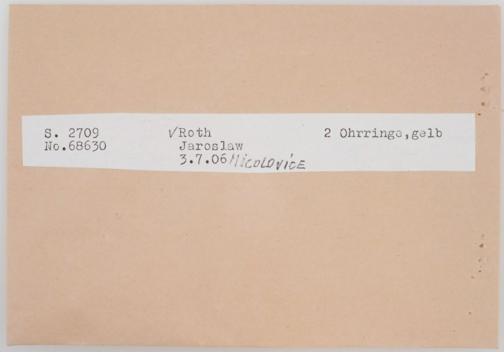 S. 2709 √Roth 2 Ohrringe,gelb
No.68630 Jaroslaw
3.7.06 Micolovice